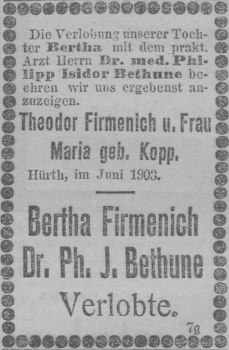 Die Verlobung unserer Toch-
ter Bertha mit dem prakt.
Arzt Herrn Dr. med. Phi-
lipp Isidor Bethune be-
ehren wir uns ergebenst an-
zuzeigen.
Theodor Firmenich u. Frau
Maria geb. Kopp.
Hürth, im Juni 1903.
Bertha Firmenich
Dr. Ph. J. Bethune
Verlobte.
7g